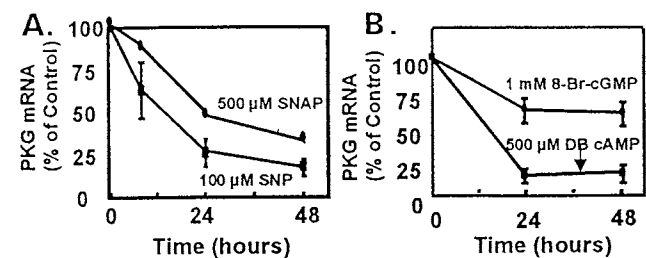 A.
PKG mRNA
(% of Control)
100
75
50
25
0
500 µM SNAP
100 µM SNP
0
24
48
Time (hours)
B.
PKG mRNA
(% of Control)
100
75
50
25
0
1 mM 8-Br-cGMP
500 µM DB cAMP
0
24
48
Time (hours)